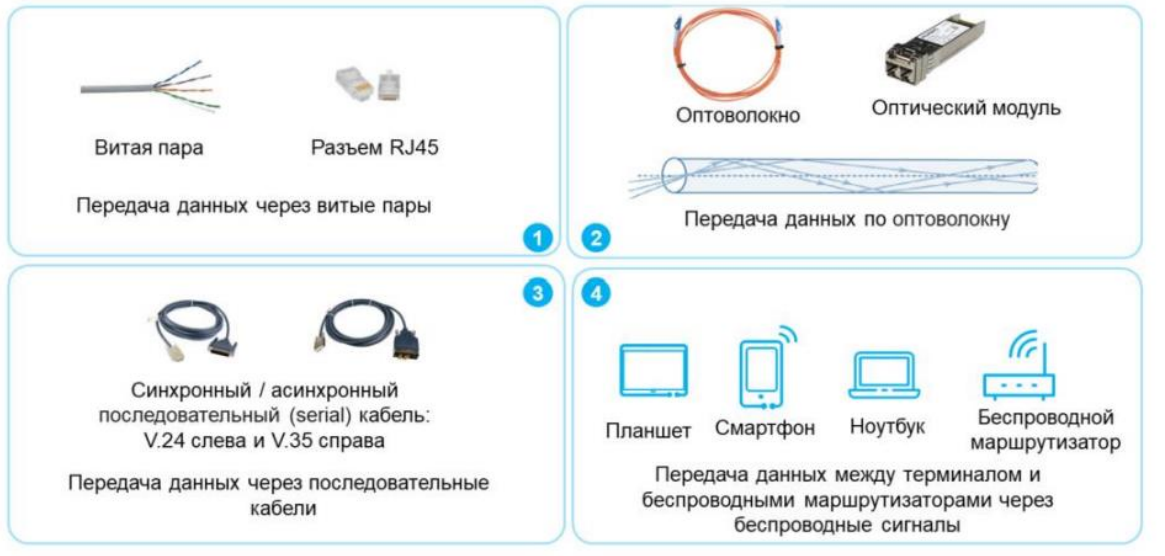 Витая пара
Разъем RJ45
Передача данных через витые пары
1
Оптоволокно
Оптический модуль
Передача данных по оптоволокну
2
3
Синхронный / асинхронный
последовательный (serial) кабель:
V.24 слева и V.35 справа
Передача данных через последовательные
кабели
4
Планшет
Смартфон
Ноутбук
Беспроводной
маршрутизатор
Передача данных между терминалом и
беспроводными маршрутизаторами через
беспроводные сигналы